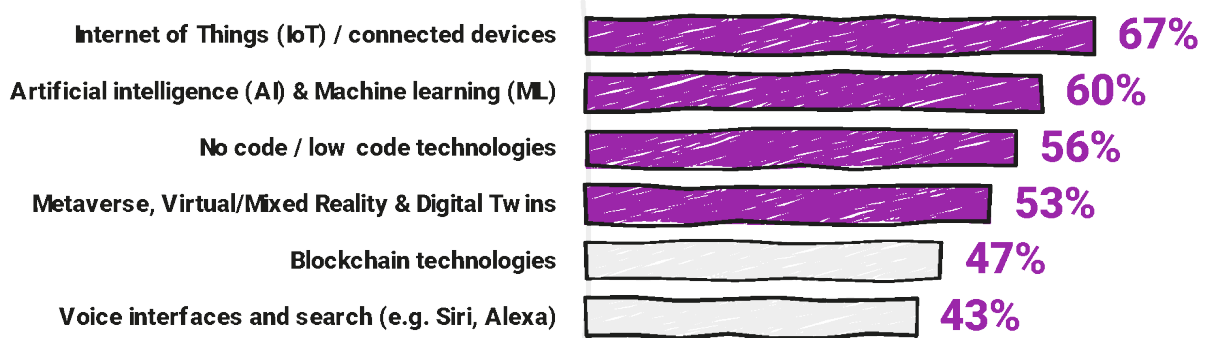 Internet of Things (IoT) / connected devices 67%
Artificial intelligence (AI) & Machine learning (ML) 60%
No code / low code technologies 56%
Metaverse, Virtual/Mixed Reality & Digital Twins 53%
Blockchain technologies 47%
Voice interfaces and search (e.g. Siri, Alexa) 43%